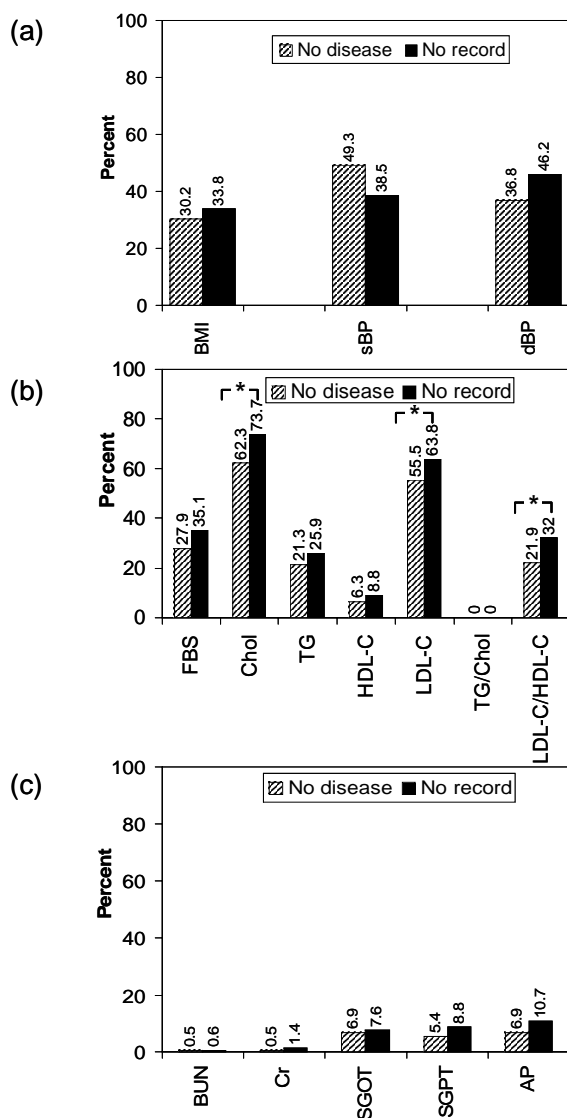 (a)
100
80
60
40
20
0
Percent
No disease No record
30.2 33.8 49.3 38.5 36.8 46.2
BMI sBP dBP
(b)
100
80
60
40
20
0
Percent
No disease No record
* * *
27.9 35.1 62.3 73.7 21.3 25.9 6.3 8.8 55.5 63.8 0 0 21.9 32
FBS Chol TG HDL-C LDL-C TG/Chol LDL-C/HDL-C
(c)
100
80
60
40
20
0
Percent
No disease No record
0.5 0.6 0.5 1.4 6.9 7.6 5.4 8.8 6.9 10.7
BUN Cr SGOT SGPT AP